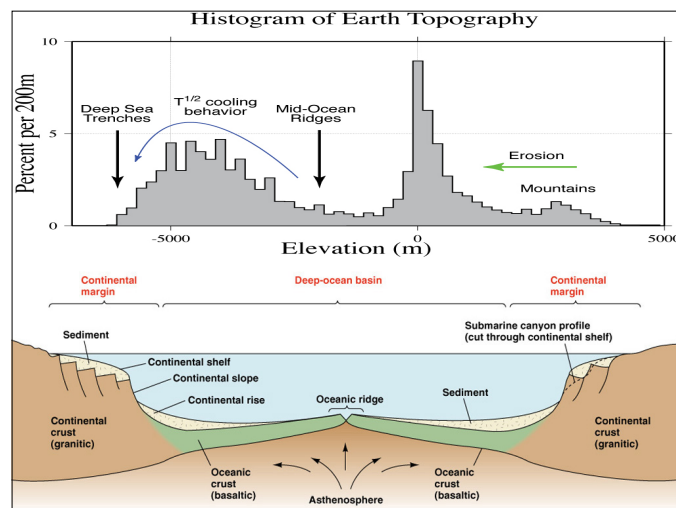 Histogram of Earth Topography
10
5
0
Percent per 200m
Deep Sea
Trenches
T1/2 cooling
behavior
Mid-Ocean
Ridges
Erosion
Mountains
-5000
0
5000
Elevation (m)
Continental
margin
Deep-ocean basin
Continental
margin
Sediment
Continental shelf
Continental slope
Continental rise
Oceanic ridge
Sediment
Submarine canyon profile
(cut through continental shelf)
Continental
crust
(granitic)
Continental
crust
(granitic)
Oceanic
crust
(basaltic)
Asthenosphere
Oceanic
crust
(basaltic)